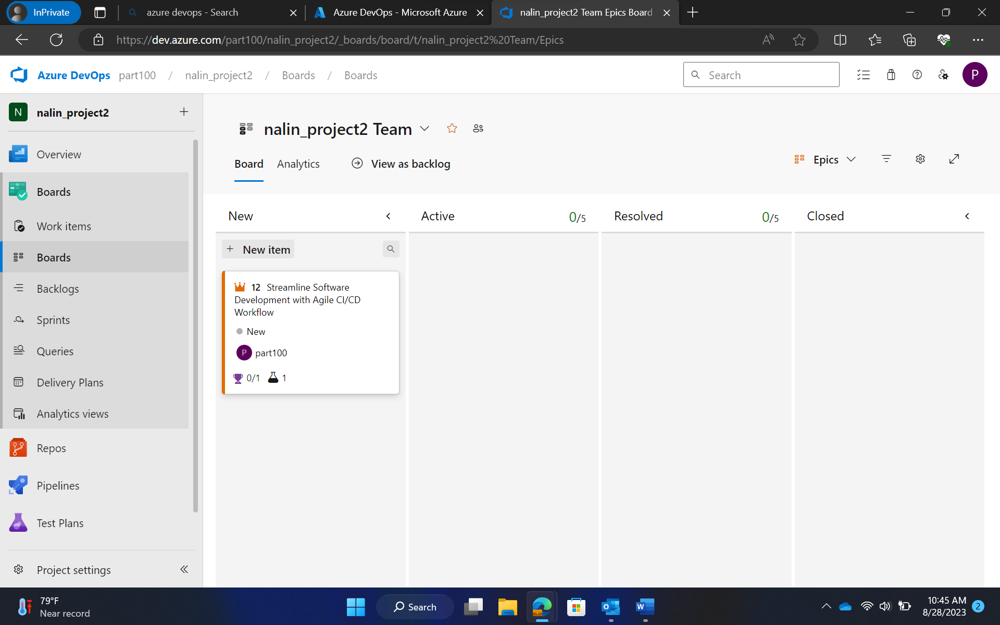 InPrivate
azure devops - Search
Azure DevOps - Microsoft Azure
nalin_project2 Team Epics Board
https://dev.azure.com/part100/nalin_project2/_boards/board/t/nalin_project2%20Team/Epics
Azure DevOps part100 / nalin_project2 / Boards / Boards
Search
P
N nalin_project2
Overview
Boards
Work items
Boards
Backlogs
Sprints
Queries
Delivery Plans
Analytics views
Repos
Pipelines
Test Plans
Project settings
nalin_project2 Team
Board Analytics View as backlog
Epics
New
Active 0/5
Resolved 0/5
Closed
New item
12 Streamline Software
Development with Agile CI/CD
Workflow
New
P part100
0/1 1
79°F
Near record
Search
10:45 AM
8/28/2023
2